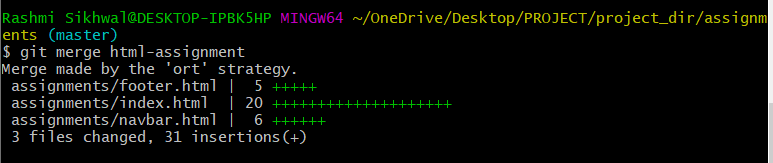 Rashmi Sikhwal@DESKTOP-IPBK5HP MINGW64 ~/OneDrive/Desktop/PROJECT/project_dir/assignm
ents (master)
$ git merge html-assignment
Merge made by the 'ort' strategy.
 assignments/footer.html |  5 +++++
 assignments/index.html  | 20 ++++++++++++++++++++
 assignments/navbar.html |  6 ++++++
 3 files changed, 31 insertions(+)